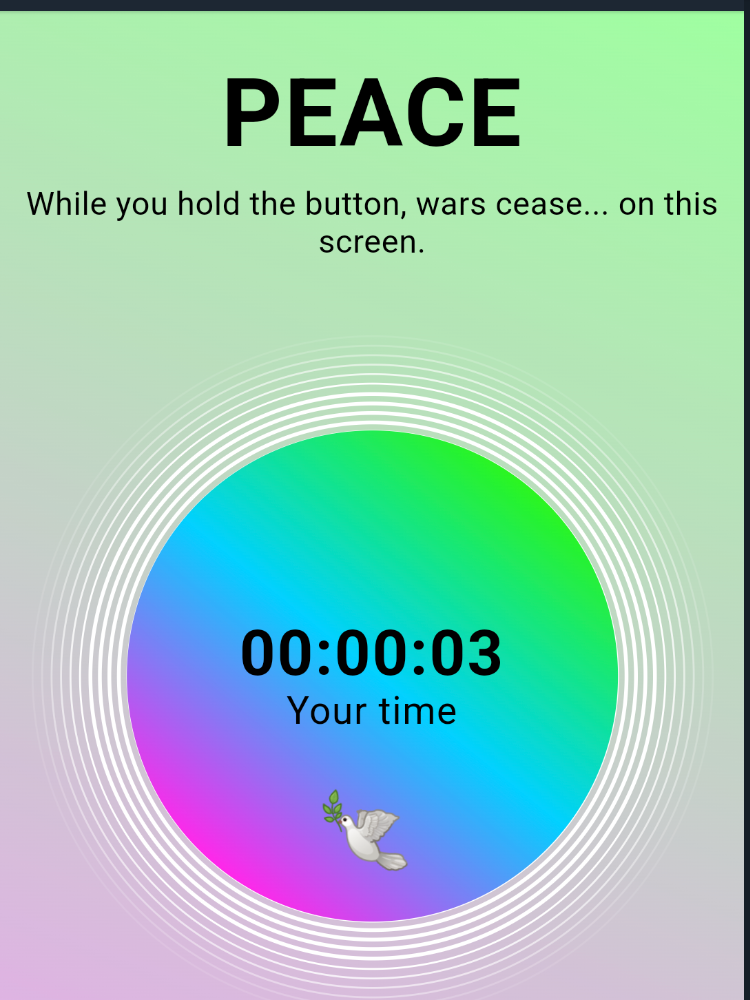 PEACE
While you hold the button, wars cease... on this
screen.
00:00:03
Your time